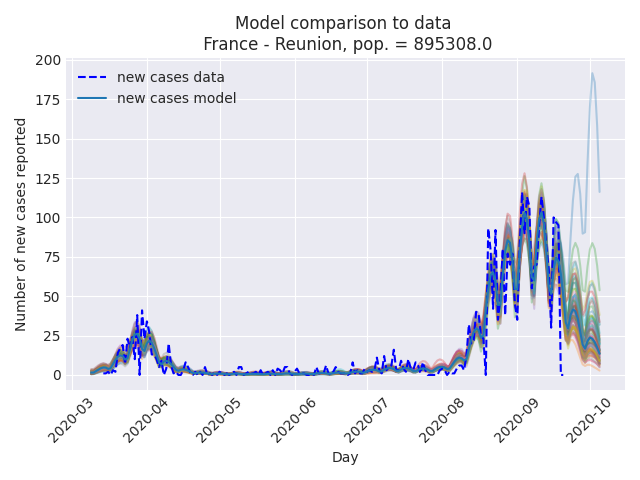 Model comparison to data
France - Reunion, pop. = 895308.0
200
175
150
125
100
75
50
25
0
Number of new cases reported
new cases data
new cases model
2020-03
2020-04
2020-05
2020-06
2020-07
2020-08
2020-09
2020-10
Day